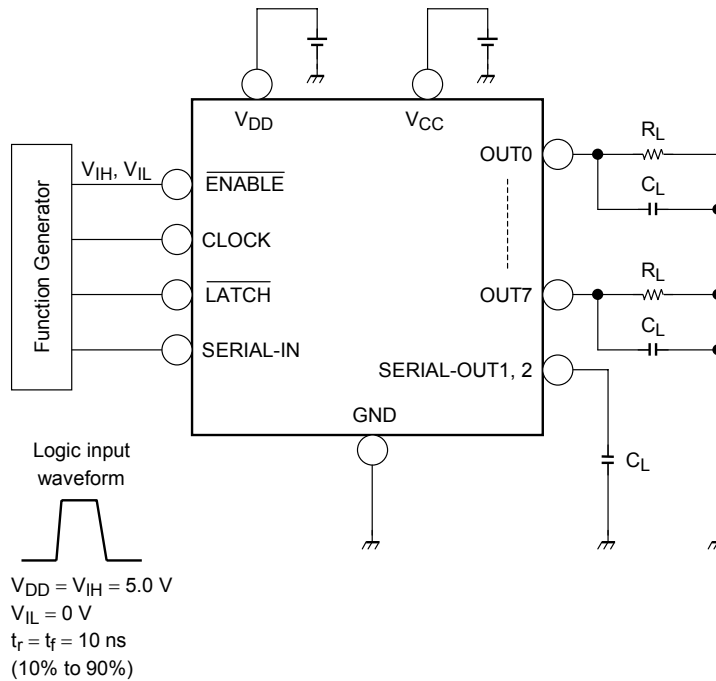 VDD
VCC
Function Generator
VIH, VIL
ENABLE
CLOCK
LATCH
SERIAL-IN
OUT0
OUT7
SERIAL-OUT1, 2
GND
RL
CL
RL
CL
CL
Logic input
waveform
VDD = VIH = 5.0 V
VIL = 0 V
tr = tf = 10 ns
(10% to 90%)